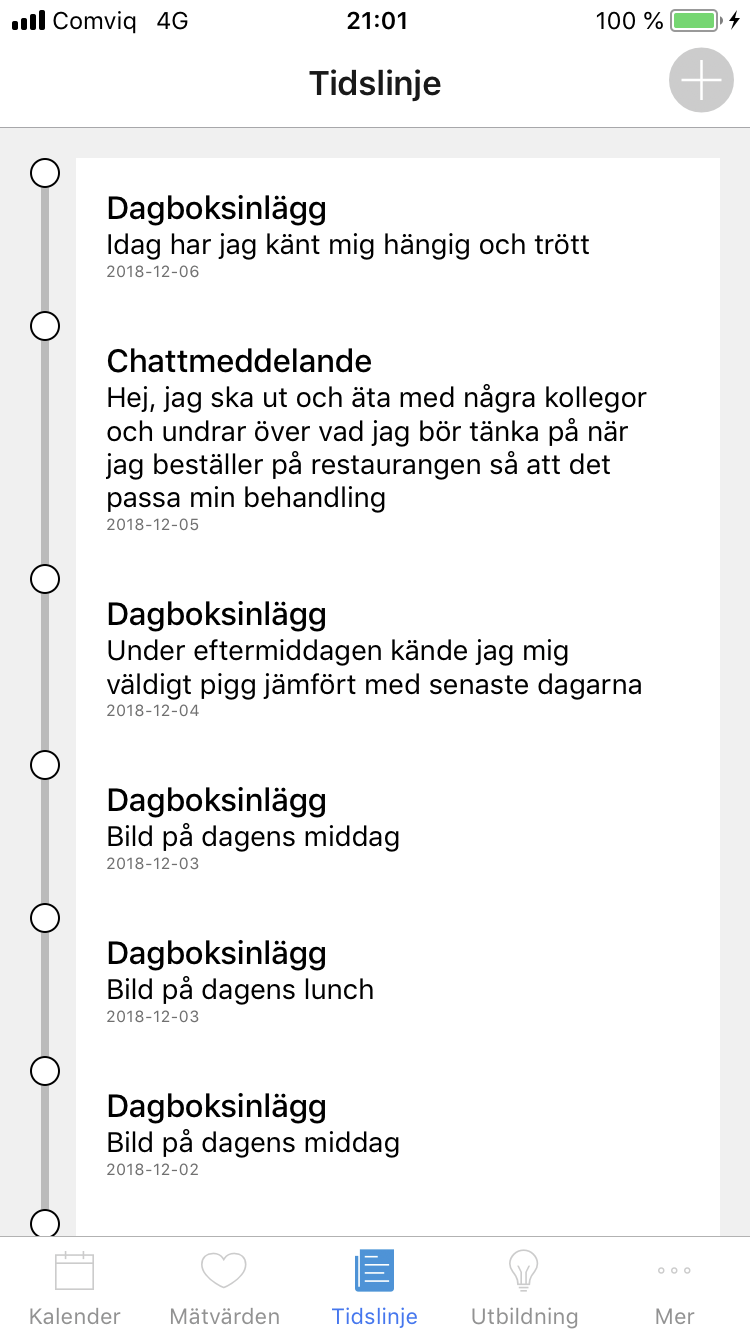 Comviq 4G 21:01 100 %
Tidslinje
Dagboksinlägg
Idag har jag känt mig hängig och trött
2018-12-06
Chattmeddelande
Hej, jag ska ut och äta med några kollegor
och undrar över vad jag bör tänka på när
jag beställer på restaurangen så att det
passa min behandling
2018-12-05
Dagboksinlägg
Under eftermiddagen kände jag mig
väldigt pigg jämfört med senaste dagarna
2018-12-04
Dagboksinlägg
Bild på dagens middag
2018-12-03
Dagboksinlägg
Bild på dagens lunch
2018-12-03
Dagboksinlägg
Bild på dagens middag
2018-12-02
Kalender Mätvärden Tidslinje Utbildning Mer